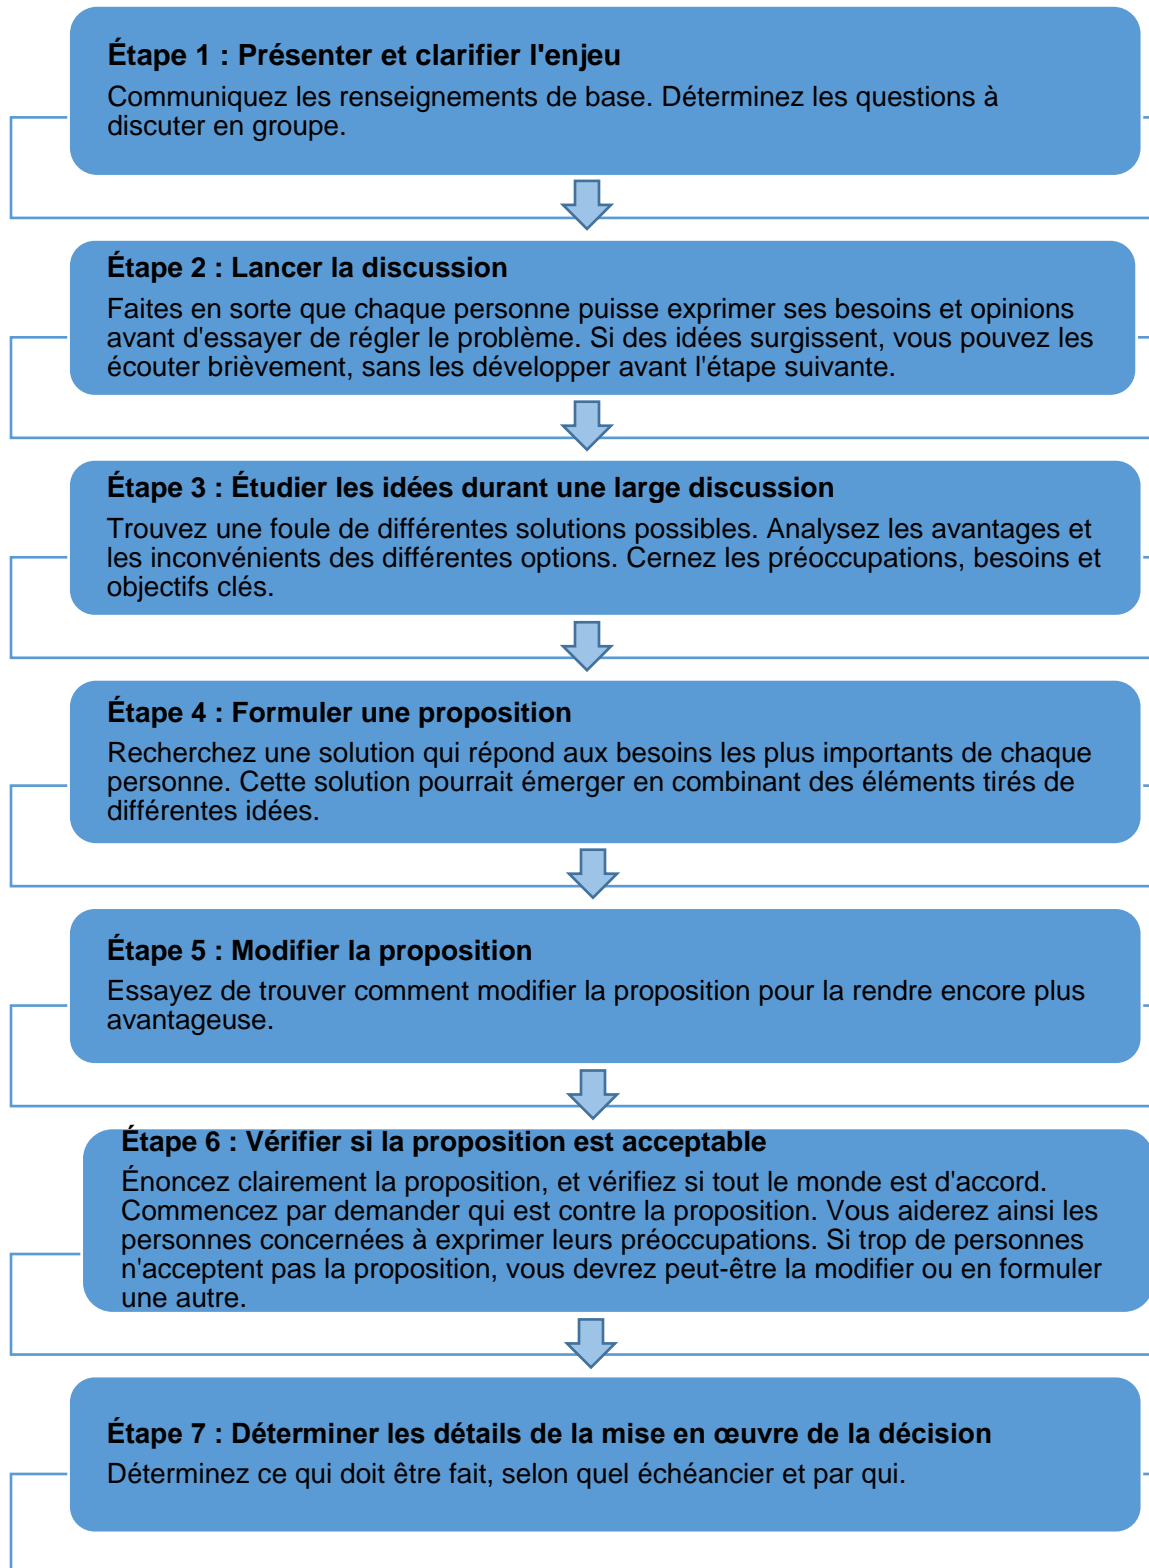 Étape 1 : Présenter et clarifier l'enjeu
Communiquez les renseignements de base. Déterminez les questions à
discuter en groupe.
Étape 2 : Lancer la discussion
Faites en sorte que chaque personne puisse exprimer ses besoins et opinions
avant d'essayer de régler le problème. Si des idées surgissent, vous pouvez les
écouter brièvement, sans les développer avant l'étape suivante.
Étape 3 : Étudier les idées durant une large discussion
Trouvez une foule de différentes solutions possibles. Analysez les avantages et
les inconvénients des différentes options. Cernez les préoccupations, besoins et
objectifs clés.
Étape 4 : Formuler une proposition
Recherchez une solution qui répond aux besoins les plus importants de chaque
personne. Cette solution pourrait émerger en combinant des éléments tirés de
différentes idées.
Étape 5 : Modifier la proposition
Essayez de trouver comment modifier la proposition pour la rendre encore plus
avantageuse.
Étape 6 : Vérifier si la proposition est acceptable
Énoncez clairement la proposition, et vérifiez si tout le monde est d'accord.
Commencez par demander qui est contre la proposition. Vous aiderez ainsi les
personnes concernées à exprimer leurs préoccupations. Si trop de personnes
n'acceptent pas la proposition, vous devrez peut-être la modifier ou en formuler
une autre.
Étape 7 : Déterminer les détails de la mise en œuvre de la décision
Déterminez ce qui doit être fait, selon quel échéancier et par qui.